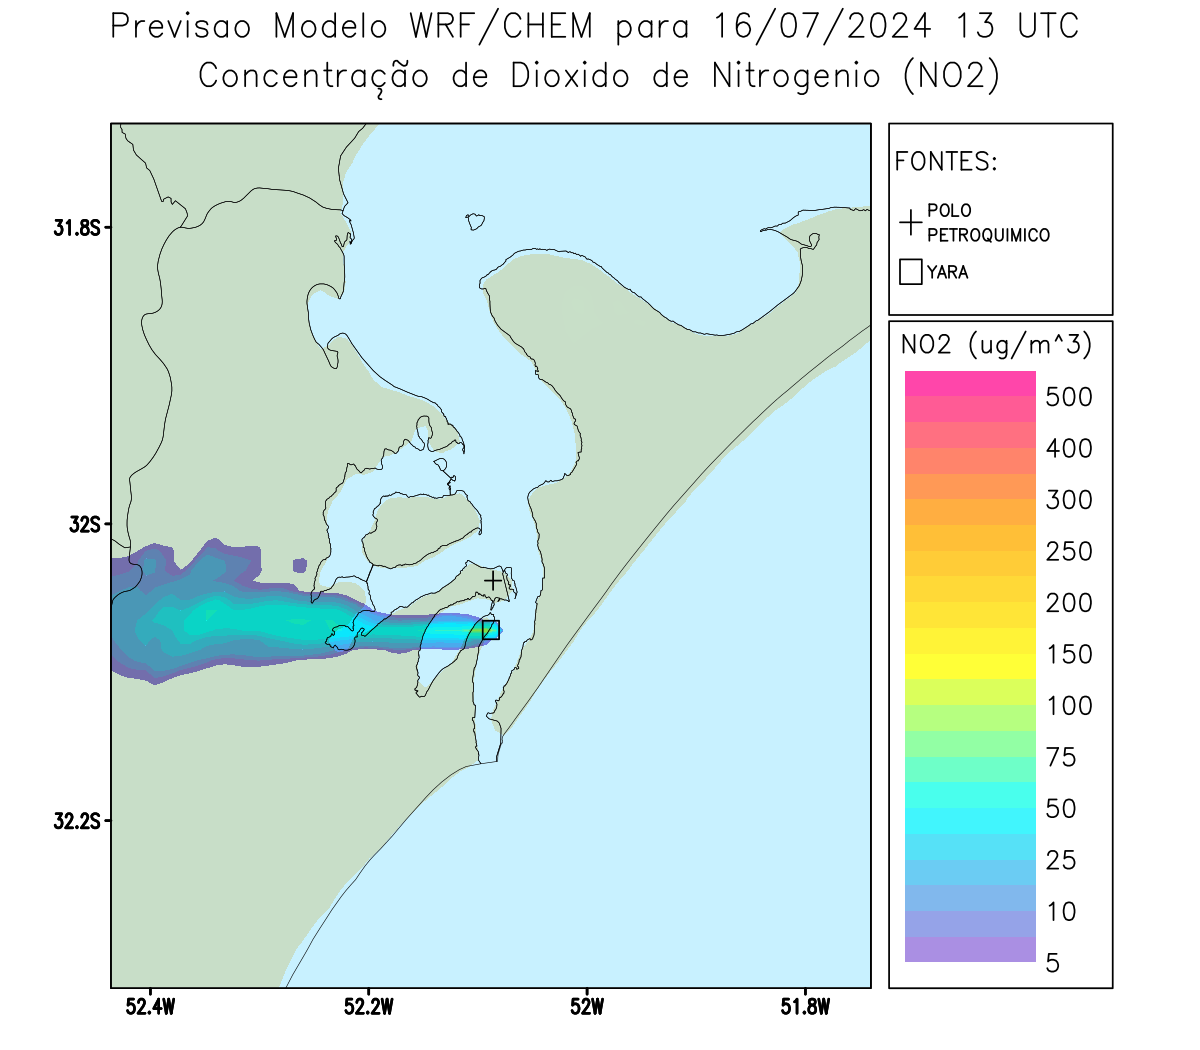 Previsao Modelo WRF/CHEM para 16/07/2024 13 UTC
Concentração de Dioxido de Nitrogenio (NO2)
FONTES:
POLO
PETROQUIMICO
YARA
31.8S
32S
32.2S
52.4W
52.2W
52W
51.8W
NO2 (ug/m^3)
500
400
300
250
200
150
100
75
50
25
10
5